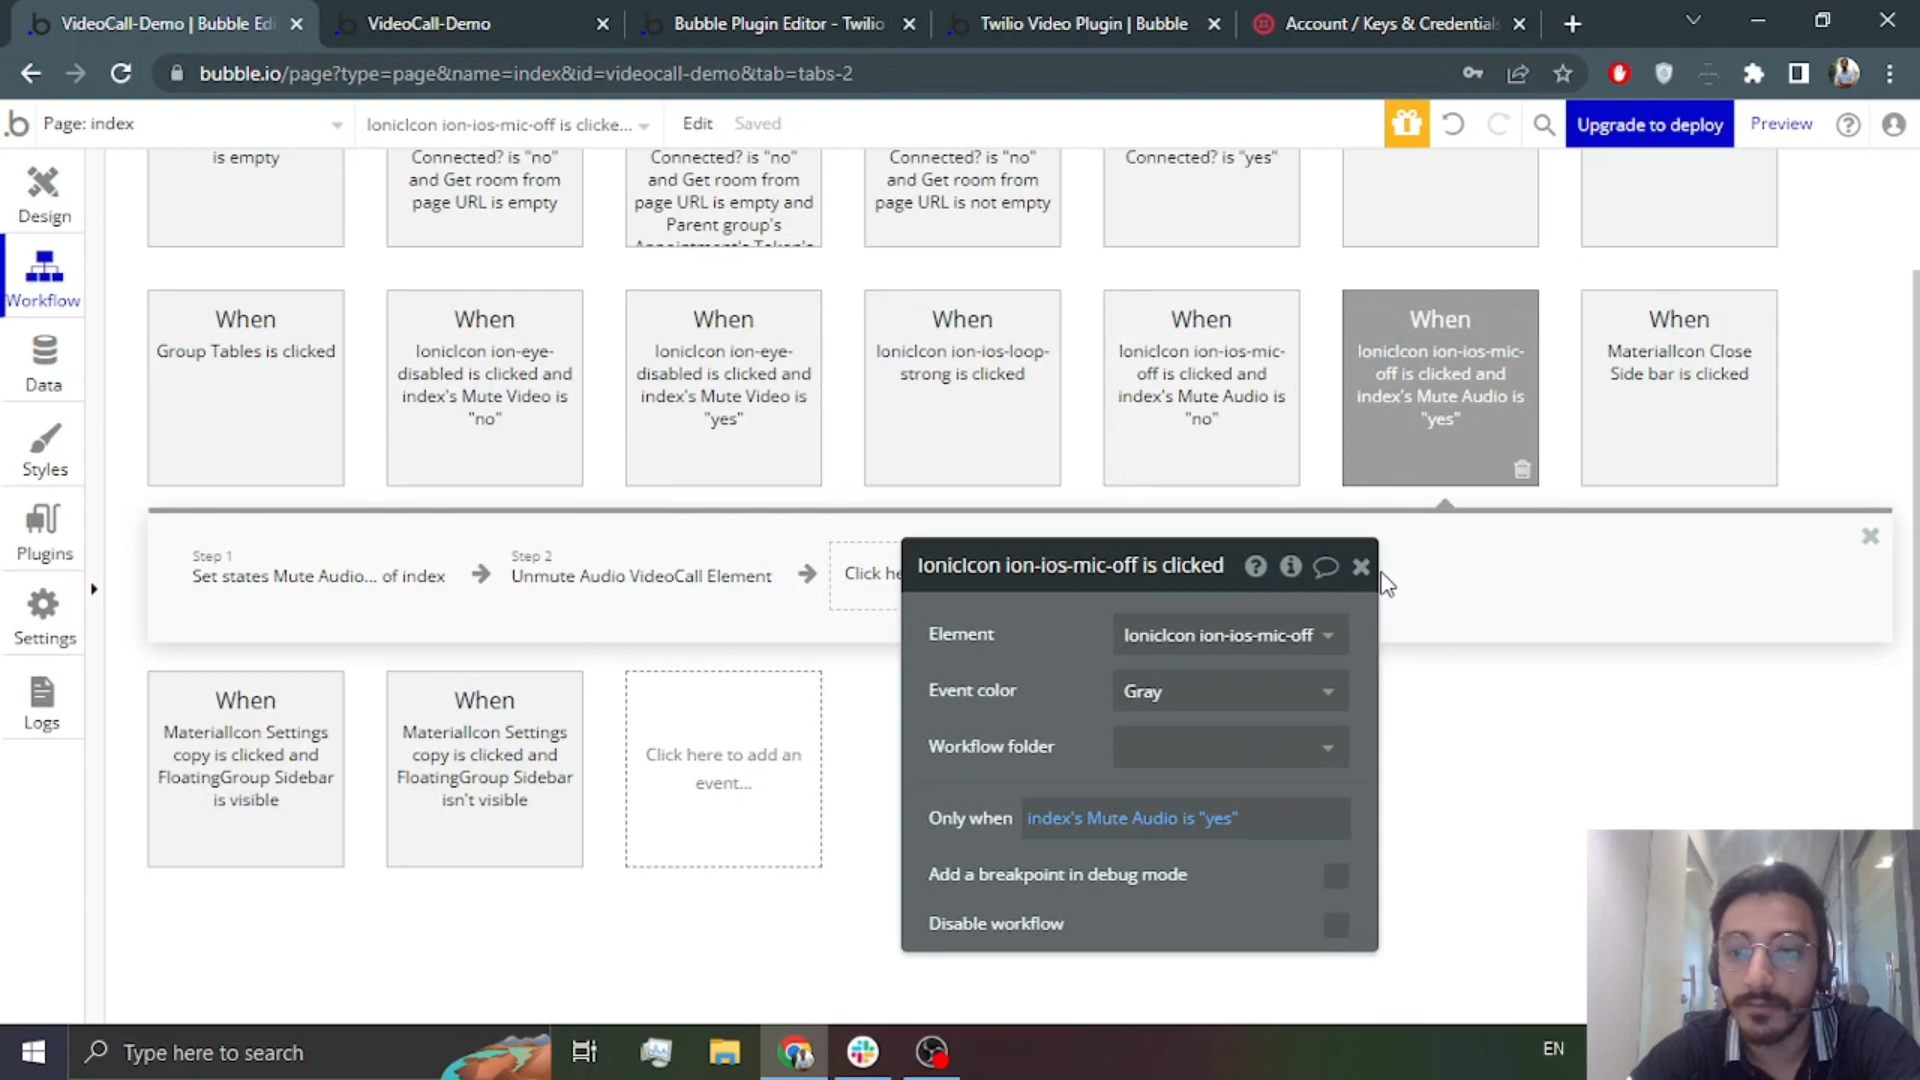 VideoCall-Demo | Bubble Edi
VideoCall-Demo
Bubble Plugin Editor - Twilio
Twilio Video Plugin | Bubble
Account / Keys & Credentials
bubble.io/page?type=page&name=index&id=videocall-demo&tab=tabs-2
Page: index
IonicIcon ion-ios-mic-off is clicke...
Edit
Saved
Upgrade to deploy
Preview
Design
Workflow
Data
Styles
Plugins
Settings
Logs
is empty
Connected? is "no"
and Get room from
page URL is empty
Connected? is "no"
and Get room from
page URL is empty and
Parent group's
Appointment's Token's
Connected? is "no"
and Get room from
page URL is not empty
Connected? is "yes"
When
Group Tables is clicked
When
IonicIcon ion-eye-
disabled is clicked and
index's Mute Video is
"no"
When
IonicIcon ion-eye-
disabled is clicked and
index's Mute Video is
"yes"
When
IonicIcon ion-ios-loop-
strong is clicked
When
IonicIcon ion-ios-mic-
off is clicked and
index's Mute Audio is
"no"
When
IonicIcon ion-ios-mic-
off is clicked and
index's Mute Audio is
"yes"
When
MaterialIcon Close
Side bar is clicked
Step 1
Set states Mute Audio... of index
Step 2
Unmute Audio VideoCall Element
Click he
IonicIcon ion-ios-mic-off is clicked
Element
IonicIcon ion-ios-mic-off
Event color
Gray
Workflow folder
Only when
index's Mute Audio is "yes"
Add a breakpoint in debug mode
Disable workflow
When
MaterialIcon Settings
copy is clicked and
FloatingGroup Sidebar
is visible
When
MaterialIcon Settings
copy is clicked and
FloatingGroup Sidebar
isn't visible
Click here to add an
event...
Type here to search
EN